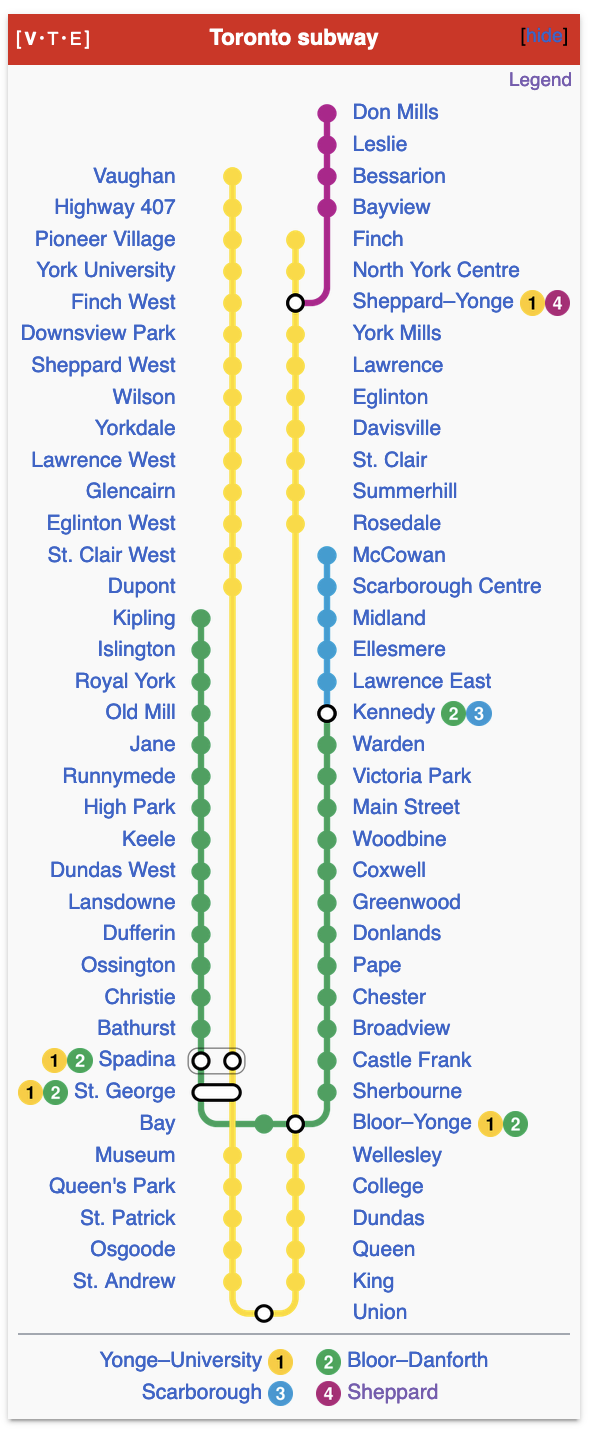 [V·T·E] Toronto subway [hide]
Legend
Don Mills
Leslie
Vaughan Bessarion
Highway 407 Bayview
Pioneer Village Finch
York University North York Centre
Finch West Sheppard–Yonge 1 4
Downsview Park York Mills
Sheppard West Lawrence
Wilson Eglinton
Yorkdale Davisville
Lawrence West St. Clair
Glencairn Summerhill
Eglinton West Rosedale
St. Clair West McCowan
Dupont Scarborough Centre
Kipling Midland
Islington Ellesmere
Royal York Lawrence East
Old Mill Kennedy 2 3
Jane Warden
Runnymede Victoria Park
High Park Main Street
Keele Woodbine
Dundas West Coxwell
Lansdowne Greenwood
Dufferin Donlands
Ossington Pape
Christie Chester
Bathurst Broadview
1 2 Spadina Castle Frank
1 2 St. George Sherbourne
Bay Bloor–Yonge 1 2
Museum Wellesley
Queen's Park College
St. Patrick Dundas
Osgoode Queen
St. Andrew King
Union
Yonge–University 1 2 Bloor–Danforth
Scarborough 3 4 Sheppard